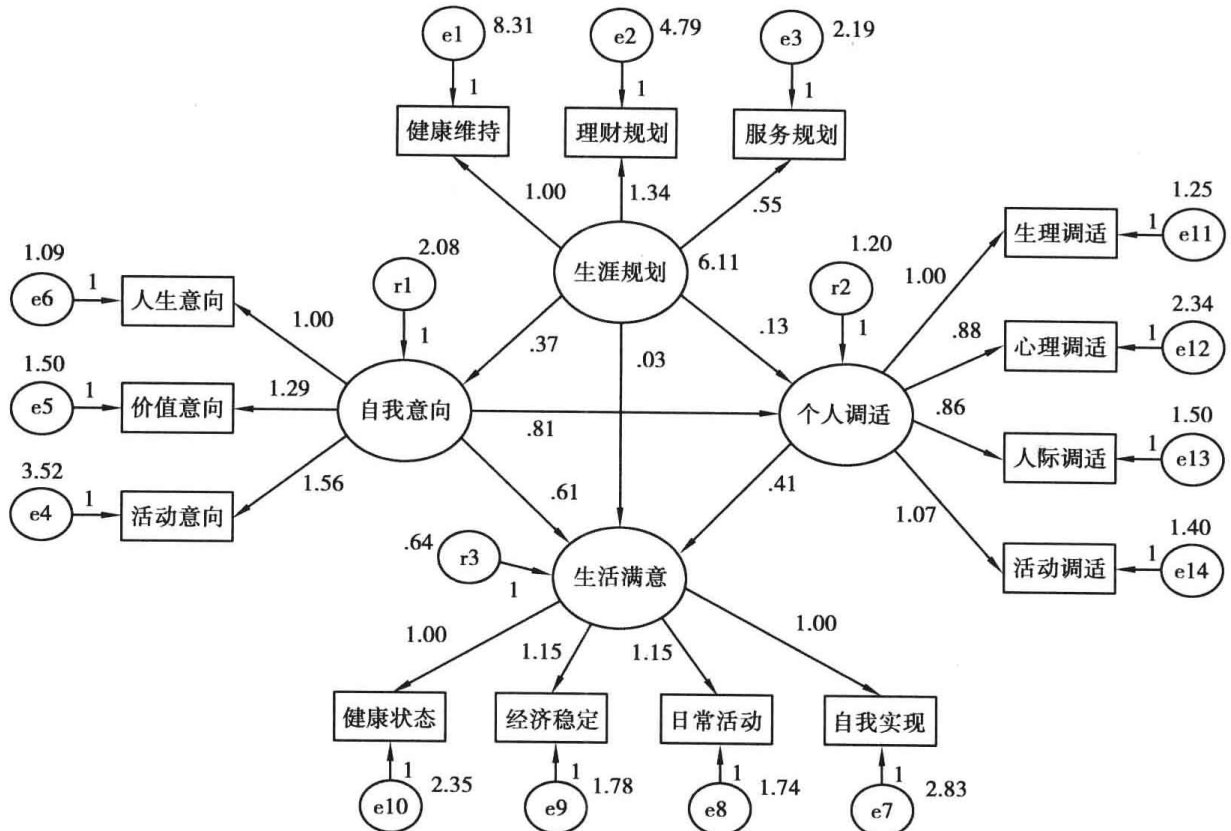 e1 8.31
e2 4.79
e3 2.19
1
1
1
健康维持
理财规划
服务规划
1.00
1.34
.55
生涯规划
6.11
1.09
e6
1
人生意向
1.00
2.08
r1
1
1.20
r2
1
1.25
生理调适
1
e11
1.00
.37
.03
.13
2.34
心理调适
1
e12
.88
1.50
e5
1
价值意向
1.29
自我意向
.81
个人调适
.86
1.50
人际调适
1
e13
3.52
e4
1
活动意向
1.56
.61
.41
1.07
1.40
活动调适
1
e14
.64
r3
1
生活满意
1.00
1.15
1.15
1.00
健康状态
经济稳定
日常活动
自我实现
1
1
1
1
e10 2.35
e9 1.78
e8 1.74
e7 2.83